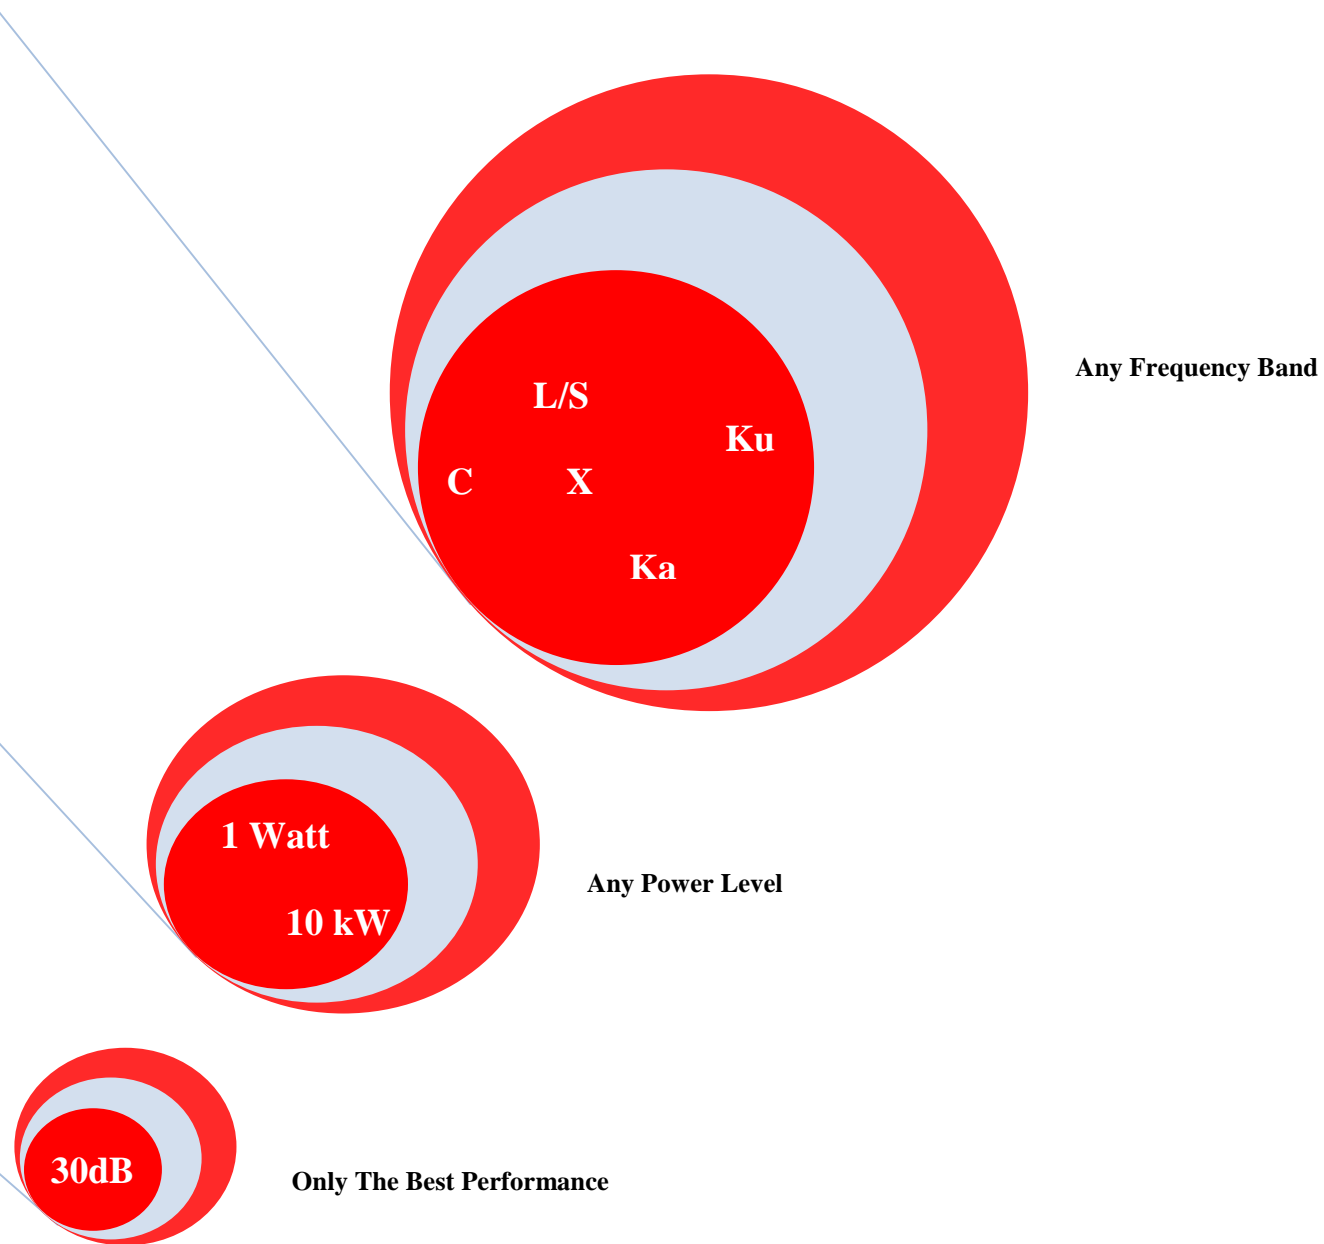 L/S
Ku
C
X
Ka
Any Frequency Band
1 Watt
10 kW
Any Power Level
30dB
Only The Best Performance